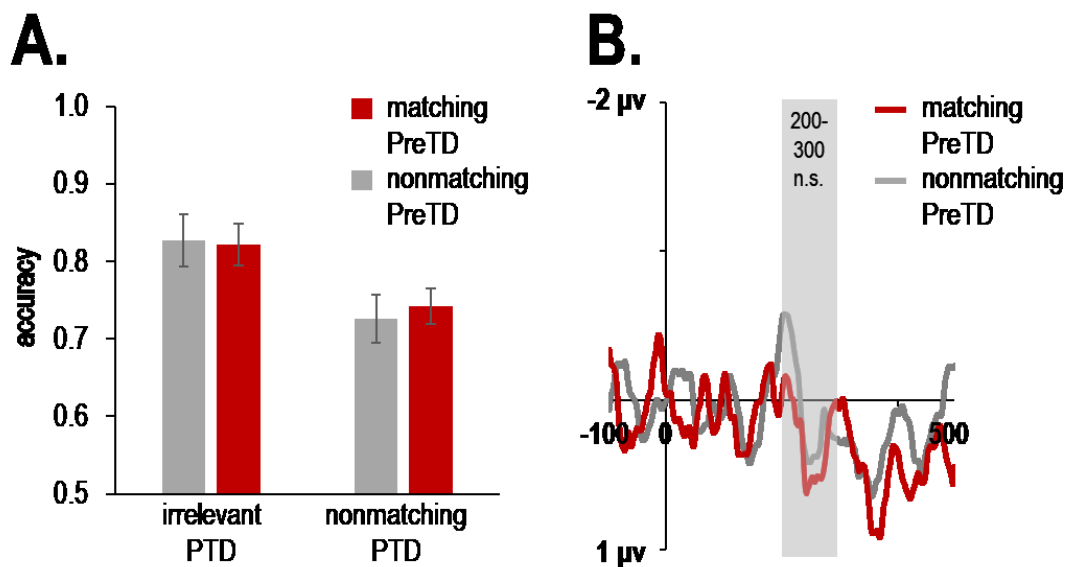 A.
1.0
0.9
0.8
0.7
0.6
0.5
accuracy
matching
PreTD
nonmatching
PreTD
irrelevant
PTD
nonmatching
PTD
B.
-2 μv
200-
300
n.s.
matching
PreTD
nonmatching
PreTD
-100
0
500
1 μv